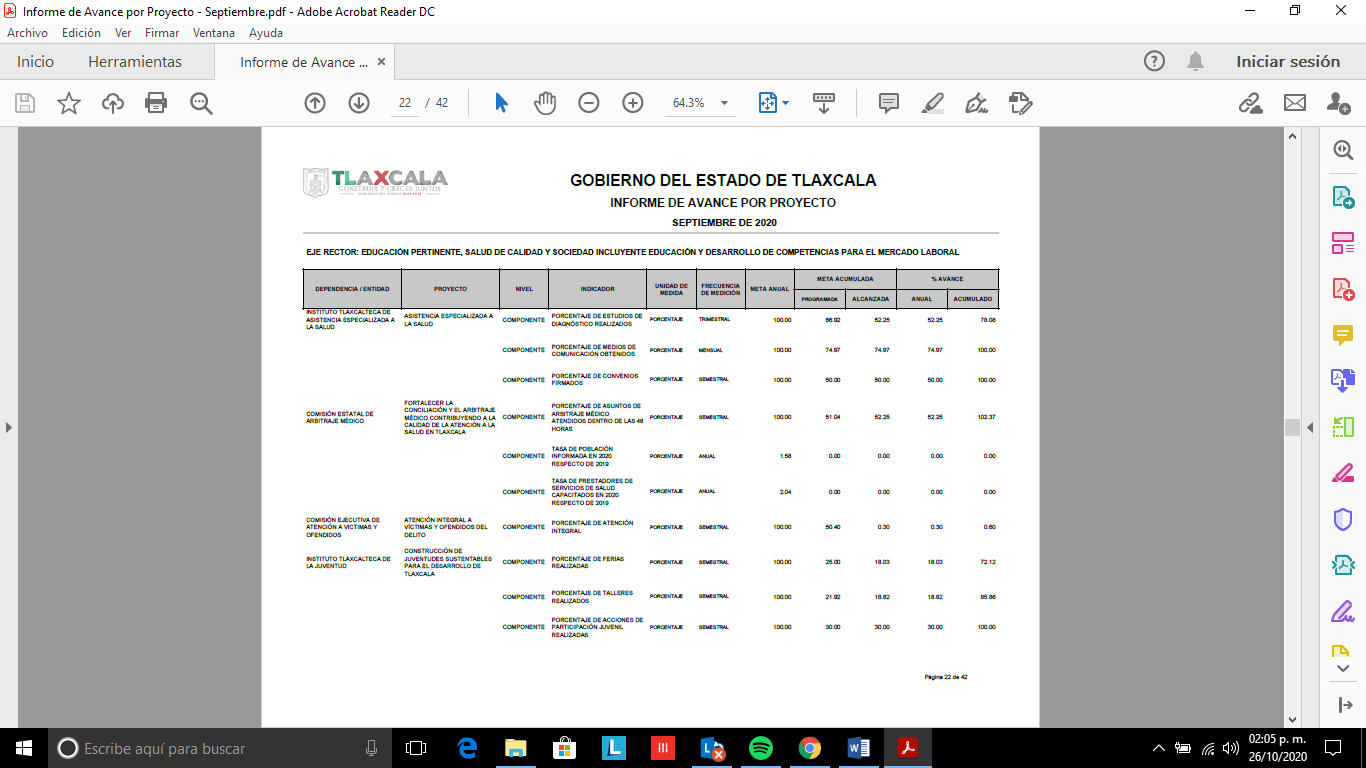 Informe de Avance por Proyecto - Septiembre.pdf - Adobe Acrobat Reader DC
Archivo Edición Ver Firmar Ventana Ayuda
Inicio Herramientas Informe de Avance ... × Iniciar sesión
22 / 42 64.3%
TLAXCALA
CONSTRUIR Y CRECER JUNTOS
GOBIERNO DEL ESTADO DE TLAXCALA
INFORME DE AVANCE POR PROYECTO
SEPTIEMBRE DE 2020
EJE RECTOR: EDUCACIÓN PERTINENTE, SALUD DE CALIDAD Y SOCIEDAD INCLUYENTE EDUCACIÓN Y DESARROLLO DE COMPETENCIAS PARA EL MERCADO LABORAL
META ACUMULADA % AVANCE
DEPENDENCIA / ENTIDAD PROYECTO NIVEL INDICADOR UNIDAD DE MEDIDA FRECUENCIA DE MEDICIÓN META ANUAL PROGRAMADA ALCANZADA ANUAL ACUMULADO
INSTITUTO TLAXCALTECA DE ASISTENCIA ESPECIALIZADA A LA SALUD ASISTENCIA ESPECIALIZADA A LA SALUD COMPONENTE PORCENTAJE DE ESTUDIOS DE DIAGNÓSTICO REALIZADOS PORCENTAJE TRIMESTRAL 100.00 66.92 52.25 52.25 78.08
COMPONENTE PORCENTAJE DE MEDIOS DE COMUNICACIÓN OBTENIDOS PORCENTAJE MENSUAL 100.00 74.97 74.97 74.97 100.00
COMPONENTE PORCENTAJE DE CONVENIOS FIRMADOS PORCENTAJE SEMESTRAL 100.00 50.00 50.00 50.00 100.00
COMISIÓN ESTATAL DE ARBITRAJE MÉDICO FORTALECER LA CONCILIACIÓN Y EL ARBITRAJE MÉDICO CONTRIBUYENDO A LA CALIDAD DE LA ATENCIÓN A LA SALUD EN TLAXCALA COMPONENTE PORCENTAJE DE ASUNTOS DE ARBITRAJE MÉDICO ATENDIDOS DENTRO DE LAS 48 HORAS PORCENTAJE SEMESTRAL 100.00 51.04 52.25 52.25 102.37
COMPONENTE TASA DE POBLACIÓN INFORMADA EN 2020 RESPECTO DE 2019 PORCENTAJE ANUAL 1.58 0.00 0.00 0.00 0.00
COMPONENTE TASA DE PRESTADORES DE SERVICIOS DE SALUD CAPACITADOS EN 2020 RESPECTO DE 2019 PORCENTAJE ANUAL 2.04 0.00 0.00 0.00 0.00
COMISIÓN EJECUTIVA DE ATENCIÓN A VICTIMAS Y OFENDIDOS ATENCIÓN INTEGRAL A VÍCTIMAS Y OFENDIDOS DEL DELITO COMPONENTE PORCENTAJE DE ATENCIÓN INTEGRAL PORCENTAJE SEMESTRAL 100.00 50.40 0.30 0.30 0.60
INSTITUTO TLAXCALTECA DE LA JUVENTUD CONSTRUCCIÓN DE JUVENTUDES SUSTENTABLES PARA EL DESARROLLO DE TLAXCALA COMPONENTE PORCENTAJE DE FERIAS REALIZADAS PORCENTAJE SEMESTRAL 100.00 25.00 18.03 18.03 72.12
COMPONENTE PORCENTAJE DE TALLERES REALIZADOS PORCENTAJE SEMESTRAL 100.00 21.92 18.82 18.82 85.86
COMPONENTE PORCENTAJE DE ACCIONES DE PARTICIPACIÓN JUVENIL REALIZADAS PORCENTAJE SEMESTRAL 100.00 30.00 30.00 30.00 100.00
Página 22 de 42
Escribe aquí para buscar
02:05 p. m.
26/10/2020